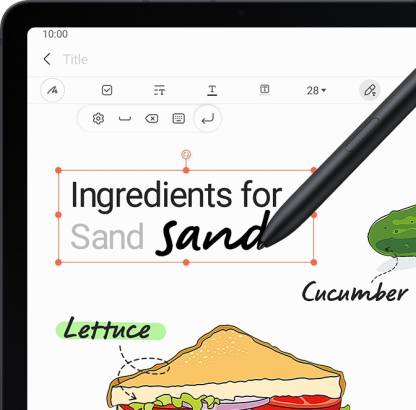 10:00
Title
28
Ingredients for
Sand sand
Cucumber
Lettuce